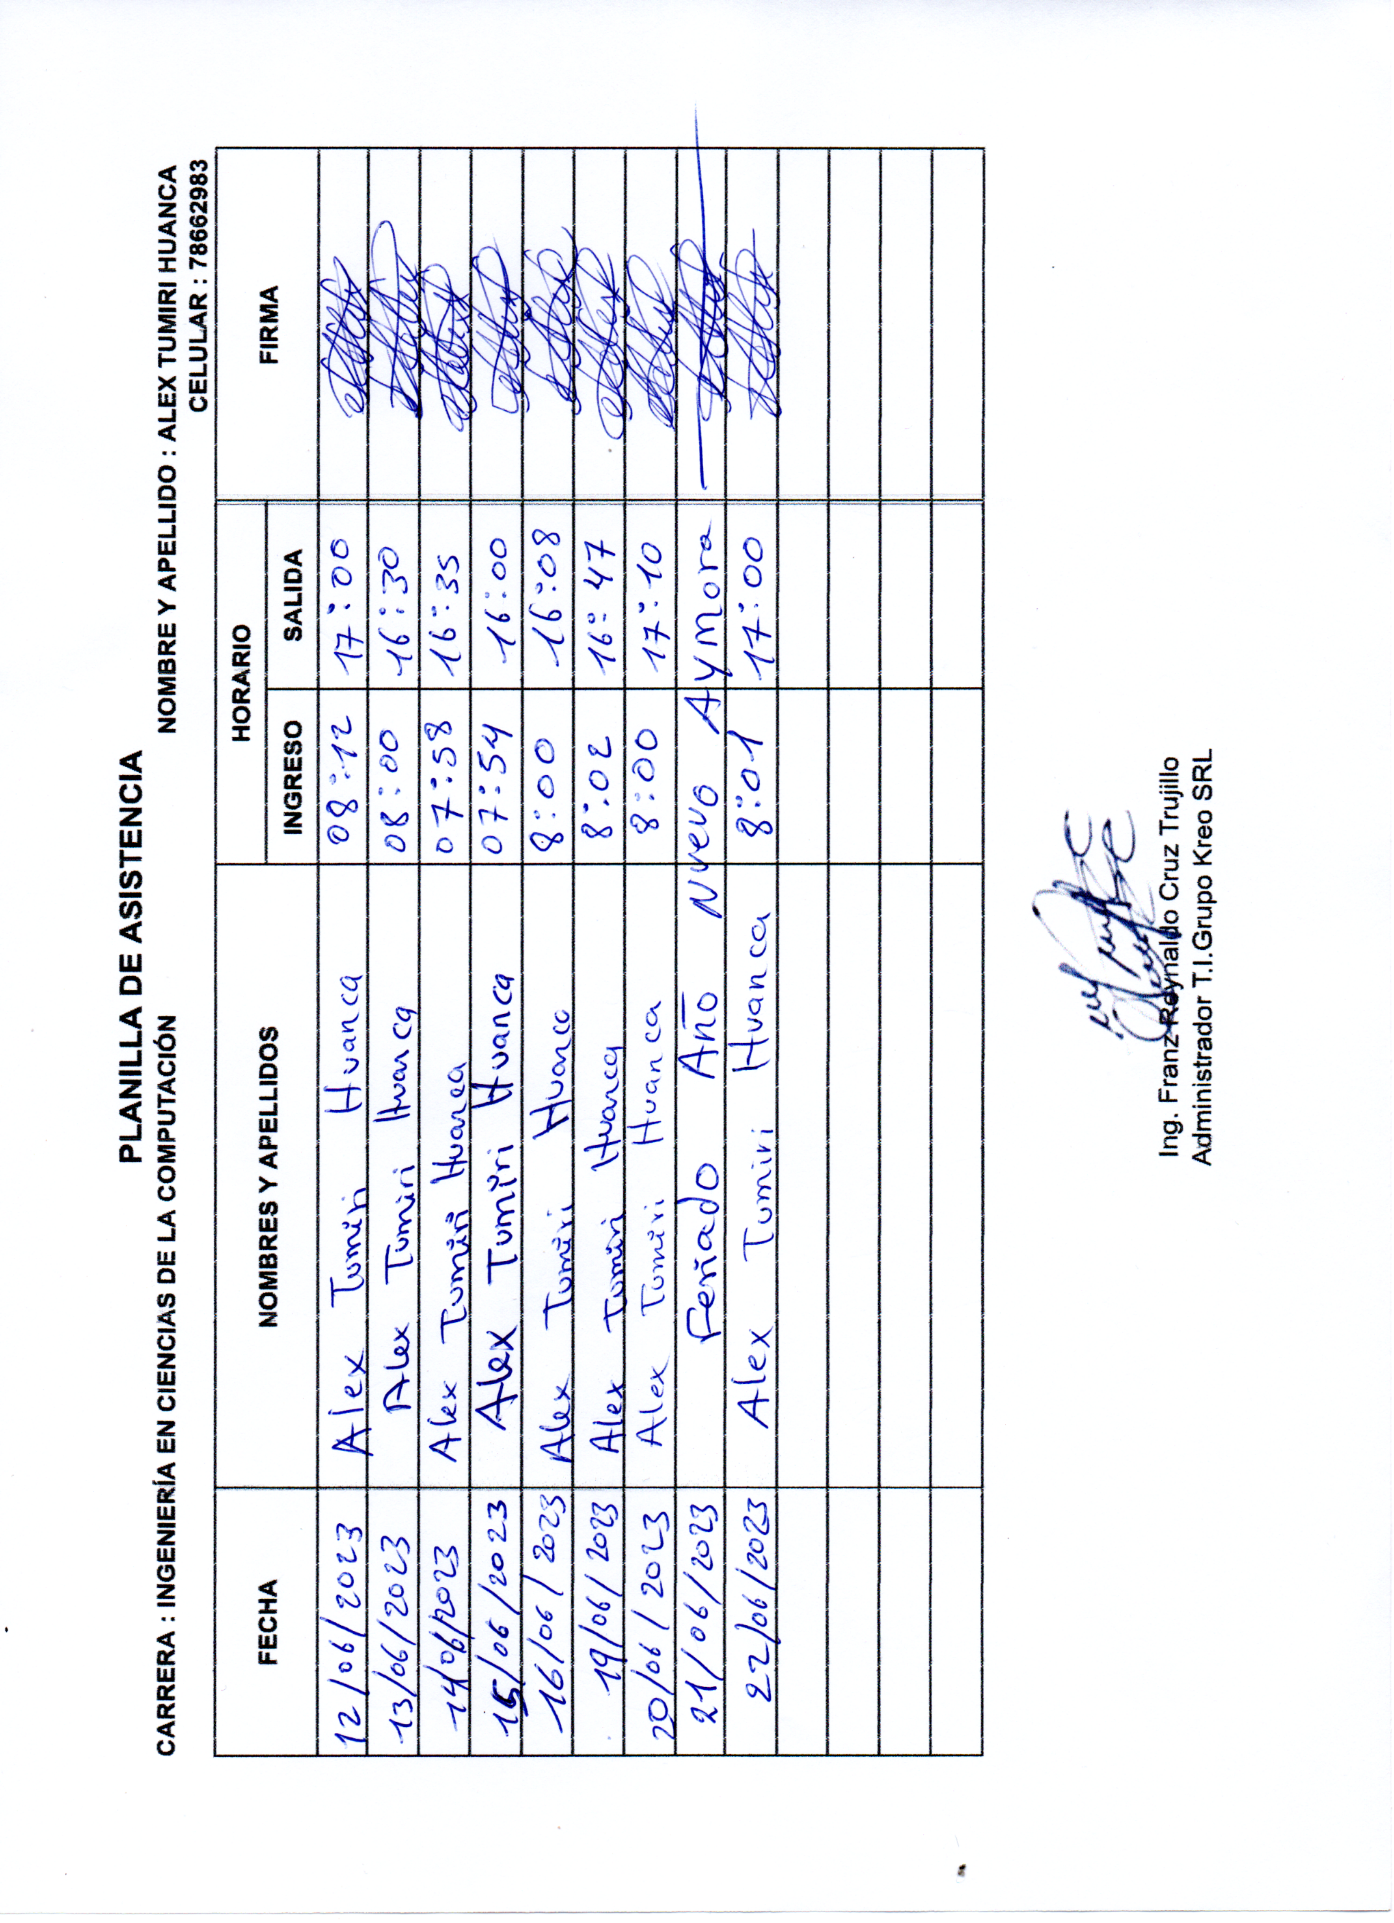 PLANILLA DE ASISTENCIA
CARRERA : INGENIERÍA EN CIENCIAS DE LA COMPUTACIÓN NOMBRE Y APELLIDO : ALEX TUMIRI HUANCA
CELULAR : 78662983
FECHA NOMBRES Y APELLIDOS HORARIO FIRMA
INGRESO SALIDA
12/06/2023 Alex Tumiri Huanca 08:12 17:00
13/06/2023 Alex Tumiri Huanca 08:00 16:30
14/06/2023 Alex Tumiri Huanca 07:58 16:35
15/06/2023 Alex Tumiri Huanca 07:54 16:00
16/06/2023 Alex Tumiri Huanca 8:00 16:08
19/06/2023 Alex Tumiri Huanca 8:02 16:47
20/06/2023 Alex Tumiri Huanca 8:00 17:10
21/06/2023 Feriado Año Nuevo Aymara
22/06/2023 Alex Tumiri Huanca 8:01 17:00
Ing. Franz Reynaldo Cruz Trujillo
Administrador T.I.Grupo Kreo SRL